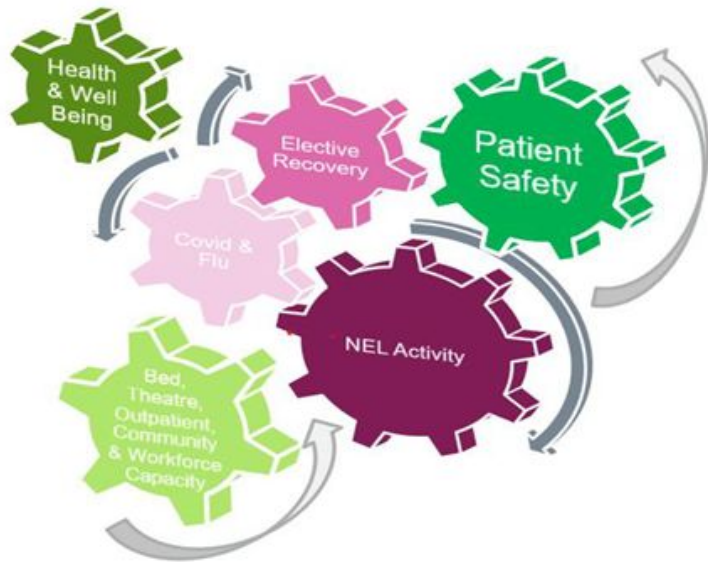 Health
& Well
Being
Elective
Recovery
Patient
Safety
Covid &
Flu
NEL Activity
Bed,
Theatre,
Outpatient,
Community
& Workforce
Capacity